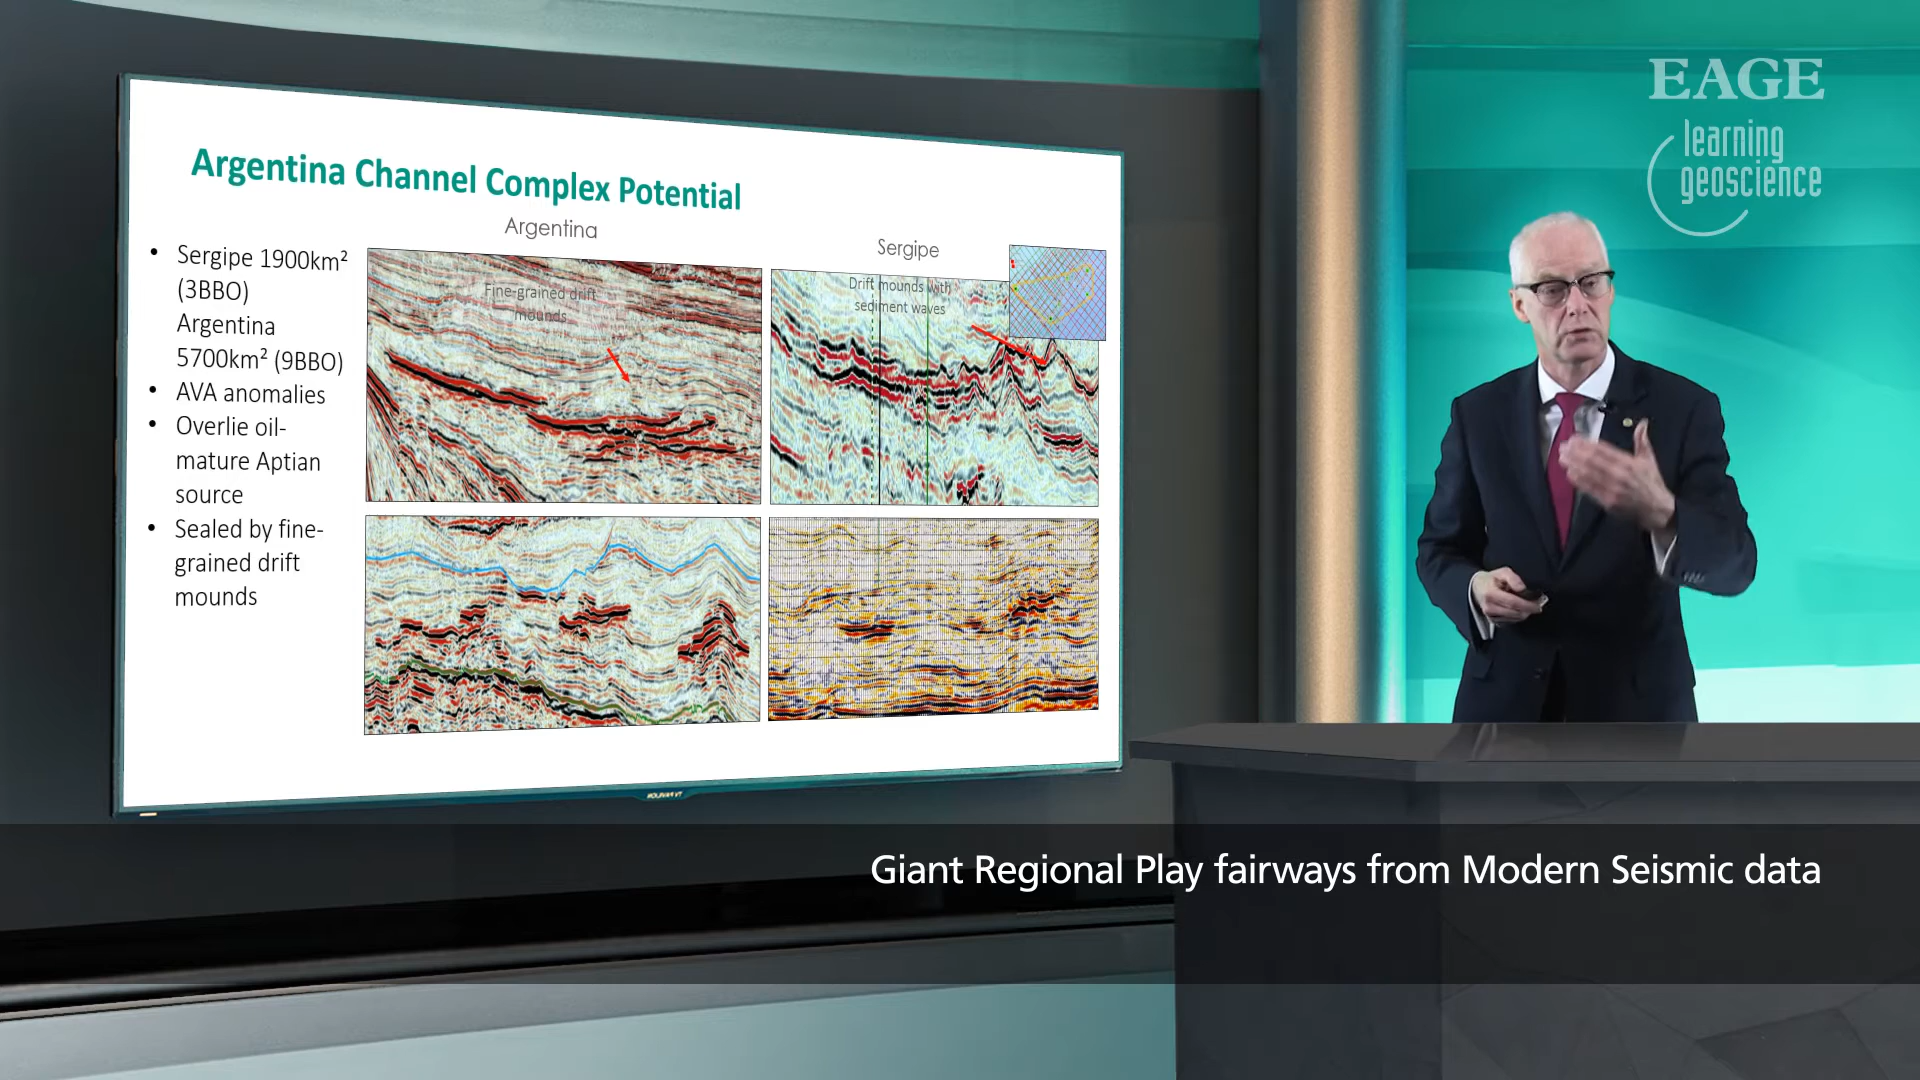 EAGE
learning
geoscience
Argentina Channel Complex Potential
Argentina
Sergipe
• Sergipe 1900km²
(3BBO)
Argentina
5700km² (9BBO)
• AVA anomalies
• Overlie oil-
mature Aptian
source
• Sealed by fine-
grained drift
mounds
Fine-grained drift
mounds
Drift mounds with
sediment waves
Giant Regional Play fairways from Modern Seismic data